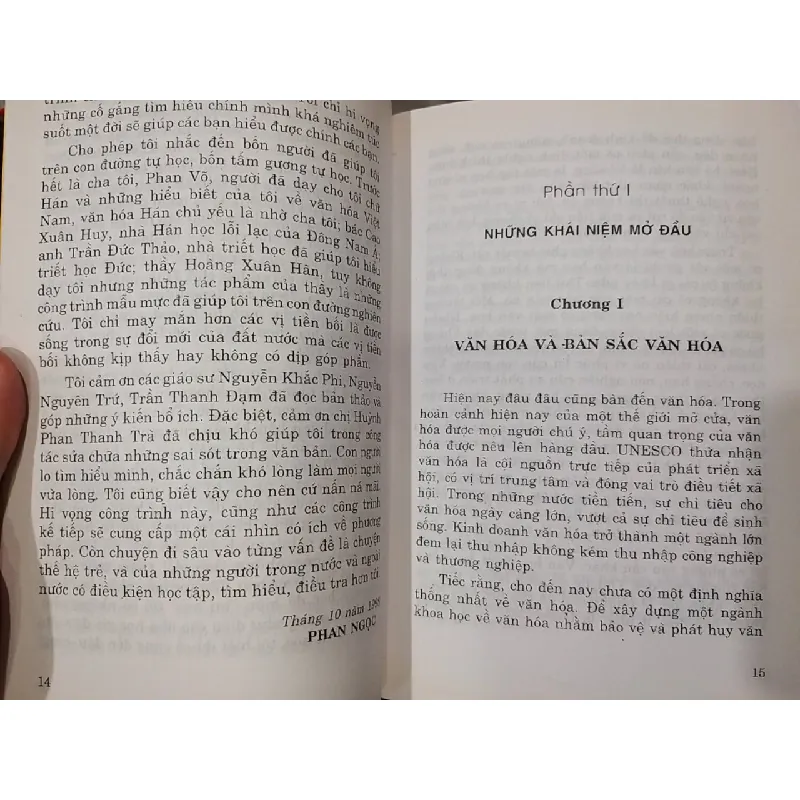 những cố gắng tìm hiểu chính mình khá nghiêm túc
suốt một đời sẽ giúp các bạn hiểu được chính các bạn.
Cho phép tôi nhắc đến bốn người đã giúp tôi
trên con đường tự học, bốn tấm gương tự học. Trước
hết là cha tôi, Phan Võ, người đã dạy cho tôi chữ
Hán và những hiểu biết của tôi về văn hóa Việt
Nam, văn hóa Hán chủ yếu là nhờ cha tôi; bác Cao
Xuân Huy, nhà Hán học lỗi lạc của Đông Nam Á;
anh Trần Đức Thảo, nhà triết học đã giúp tôi hiểu
triết học Đức; thầy Hoàng Xuân Hãn, tuy không
dạy tôi nhưng những tác phẩm của thầy là những
công trình mẫu mực đã giúp tôi trên con đường nghiên
cứu. Tôi chỉ may mắn hơn các vị tiền bối là được
sống trong sự đổi mới của đất nước mà các vị tiền
bối không kịp thấy hay không có dịp góp phần.
Tôi cảm ơn các giáo sư Nguyễn Khắc Phi, Nguyễn
Nguyên Trứ, Trần Thanh Đạm đã đọc bản thảo và
góp những ý kiến bổ ích. Đặc biệt, cảm ơn chị Huỳnh
Phan Thanh Trà đã chịu khó giúp tôi trong công
tác sửa chữa những sai sót trong văn bản. Con người
lo tìm hiểu mình, chắc chắn khó lòng làm mọi người
vừa lòng. Tôi cũng biết vậy cho nên cứ nấn ná mãi.
Hi vọng công trình này, cũng như các công trình
kế tiếp sẽ cung cấp một cái nhìn có ích về phương
pháp. Còn chuyện đi sâu vào từng vấn đề là chuyện
thế hệ trẻ, và của những người trong nước và ngoài
nước có điều kiện học tập, tìm hiểu, điều tra hơn tôi.
Tháng 10 năm
PHAN NGỌC
14
Phần thứ I
NHỮNG KHÁI NIỆM MỞ ĐẦU
Chương I
VĂN HÓA VÀ BẢN SẮC VĂN HÓA
Hiện nay đâu đâu cũng bàn đến văn hóa. Trong
hoàn cảnh hiện nay của một thế giới mở cửa, văn
hóa được mọi người chú ý, tầm quan trọng của văn
hóa được nêu lên hàng đầu. UNESCO thừa nhận
văn hóa là cội nguồn trực tiếp của phát triển xã
hội, có vị trí trung tâm và đóng vai trò điều tiết xã
hội. Trong những nước tiền tiến, sự chi tiêu cho
văn hóa ngày càng lớn, vượt cả sự chi tiêu để sinh
sống. Kinh doanh văn hóa trở thành một ngành lớn
đem lại thu nhập không kém thu nhập công nghiệp
và thương nghiệp.
Tiếc rằng, cho đến nay chưa có một định nghĩa
thống nhất về văn hóa. Để xây dựng một ngành
khoa học về văn hóa nhằm bảo vệ và phát huy văn
15